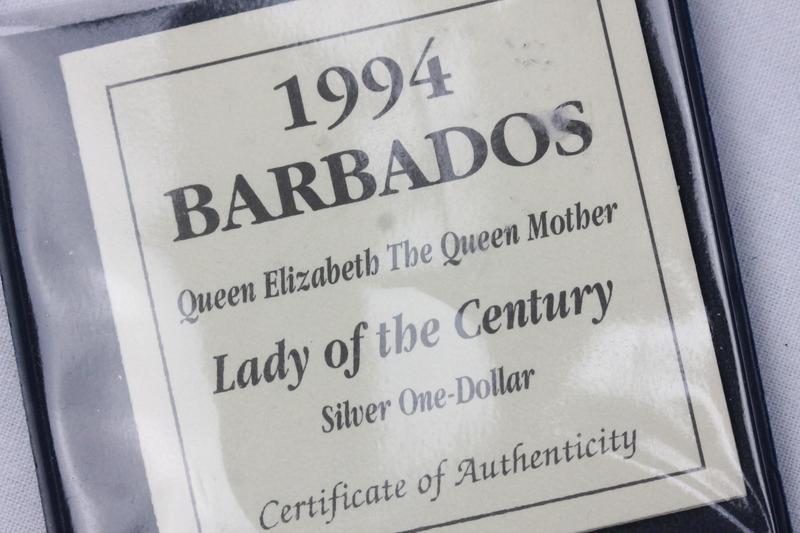 1994
BARBADOS
Queen Elizabeth The Queen Mother
Lady of the Century
Silver One-Dollar
Certificate of Authenticity